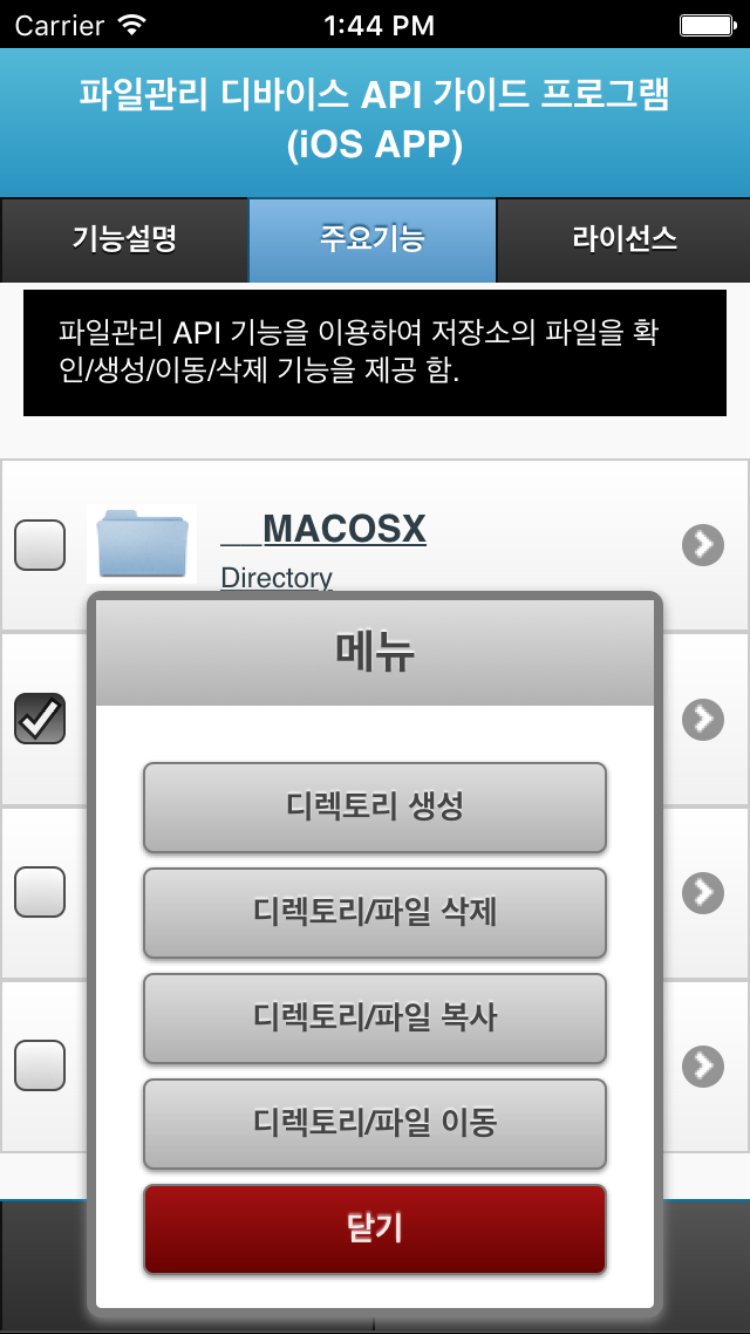 Carrier 1:44 PM
파일관리 디바이스 API 가이드 프로그램
(iOS APP)
기능설명 주요기능 라이선스
파일관리 API 기능을 이용하여 저장소의 파일을 확
인/생성/이동/삭제 기능을 제공 함.
__MACOSX
Directory
메뉴
디렉토리 생성
디렉토리/파일 삭제
디렉토리/파일 복사
디렉토리/파일 이동
닫기